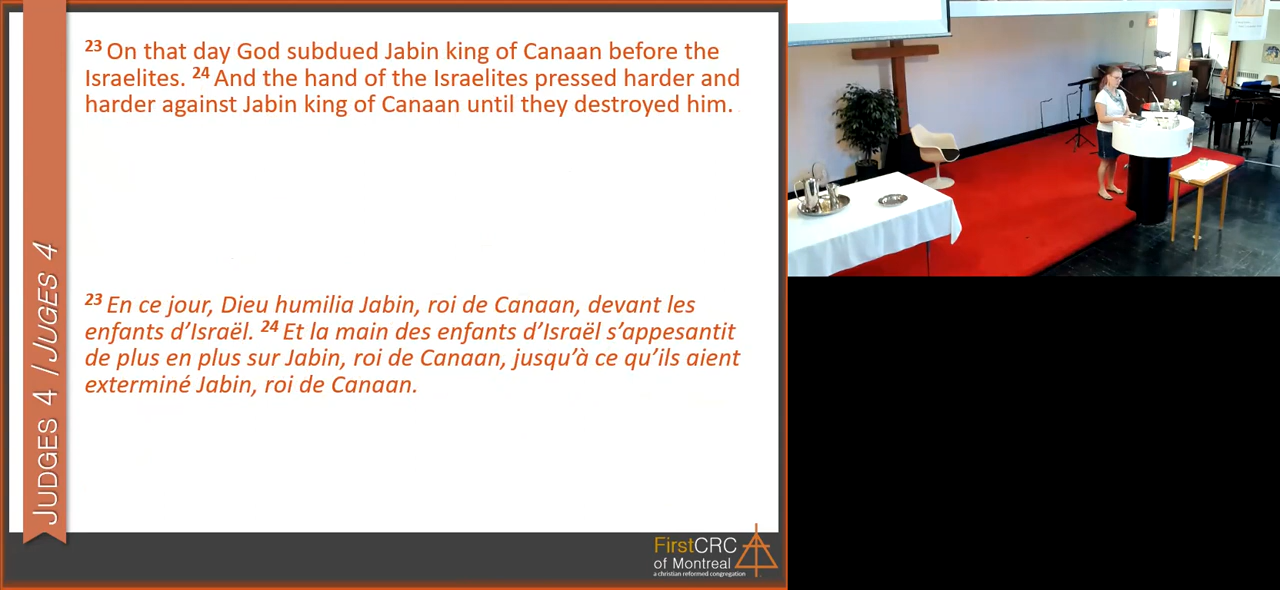 23 On that day God subdued Jabin king of Canaan before the
Israelites. 24 And the hand of the Israelites pressed harder and
harder against Jabin king of Canaan until they destroyed him.
23 En ce jour, Dieu humilia Jabin, roi de Canaan, devant les
enfants d’Israël. 24 Et la main des enfants d’Israël s’appesantit
de plus en plus sur Jabin, roi de Canaan, jusqu’à ce qu’ils aient
exterminé Jabin, roi de Canaan.
JUDGES 4 | JUGES 4
FirstCRC
of Montreal
a christian reformed congregation